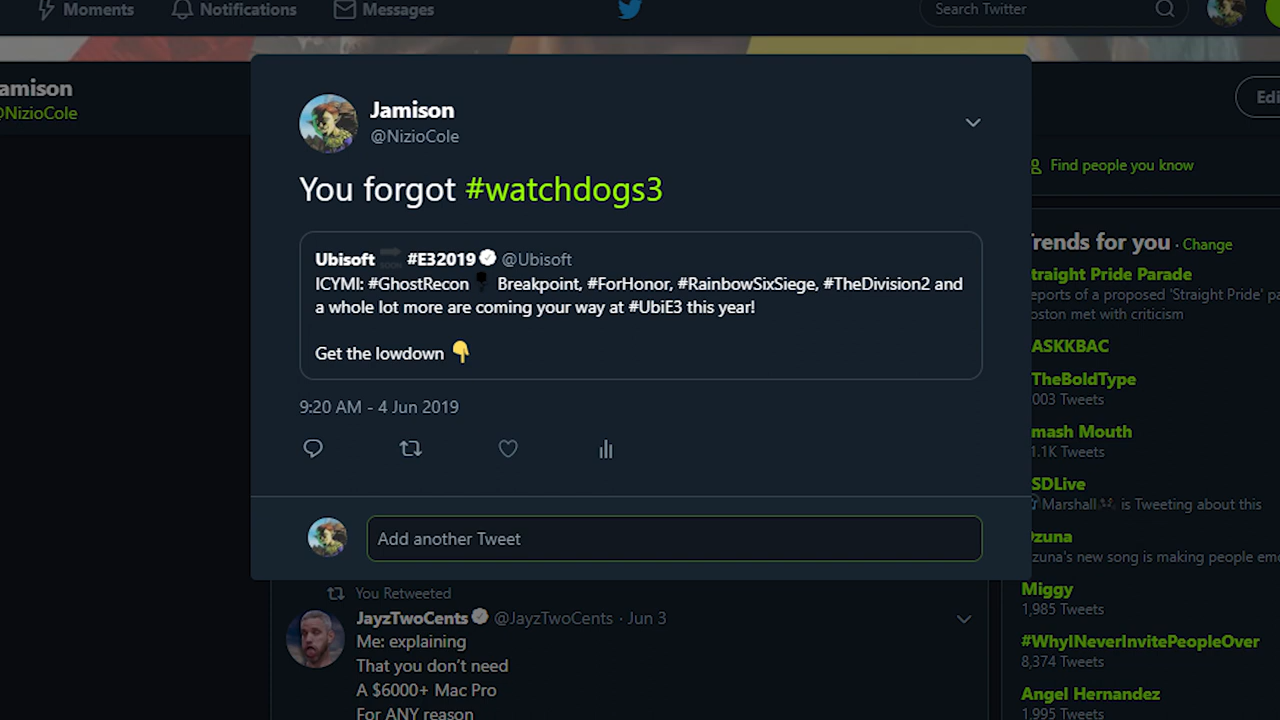 Moments
Notifications
Messages
Search Twitter
amison
@NizioCole
Edi
Jamison
@NizioCole
You forgot #watchdogs3
Ubisoft #E32019 @Ubisoft
ICYMI: #GhostRecon Breakpoint, #ForHonor, #RainbowSixSiege, #TheDivision2 and
a whole lot more are coming your way at #UbiE3 this year!
Get the lowdown 👇
9:20 AM - 4 Jun 2019
Add another Tweet
You Retweeted
JayzTwoCents @JayzTwoCents · Jun 3
Me: explaining
That you don't need
A $6000+ Mac Pro
For ANY reason
Find people you know
rends for you · Change
traight Pride Parade
eports of a proposed 'Straight Pride' pa
oston met with criticism
ASKKBAC
TheBoldType
003 Tweets
mash Mouth
1.1K Tweets
SDLive
Marshall is Tweeting about this
Ozuna
zuna's new song is making people emo
Miggy
1,985 Tweets
#WhyINeverInvitePeopleOver
8,374 Tweets
Angel Hernandez
1,995 Tweets